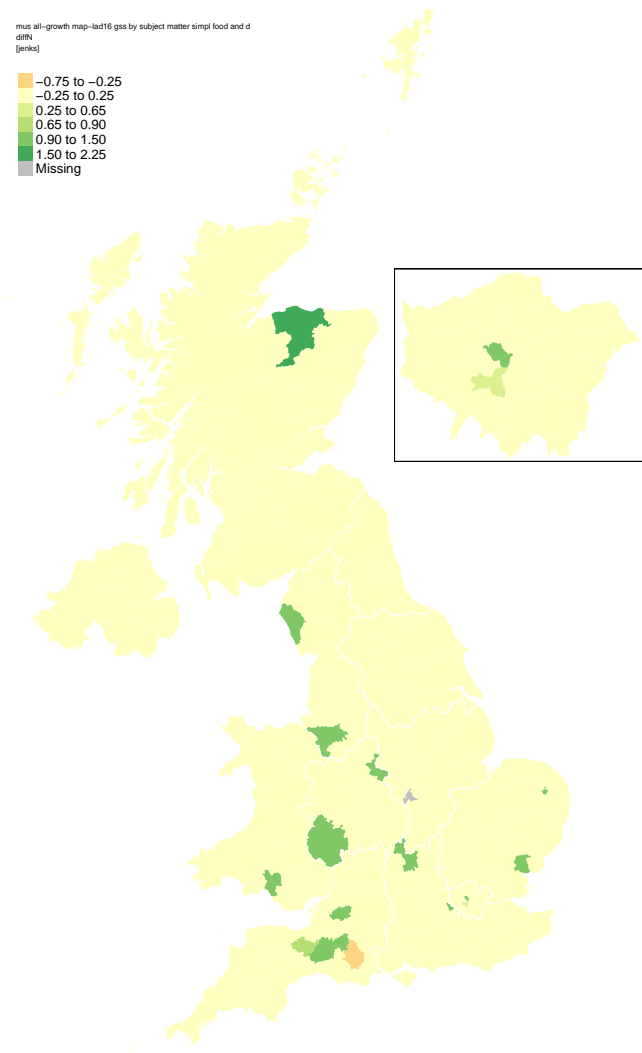 mus all−growth map−lad16 gss by subject matter simpl food and d
diffN
[jenks]
−0.75 to −0.25
−0.25 to 0.25
0.25 to 0.65
0.65 to 0.90
0.90 to 1.50
1.50 to 2.25
Missing